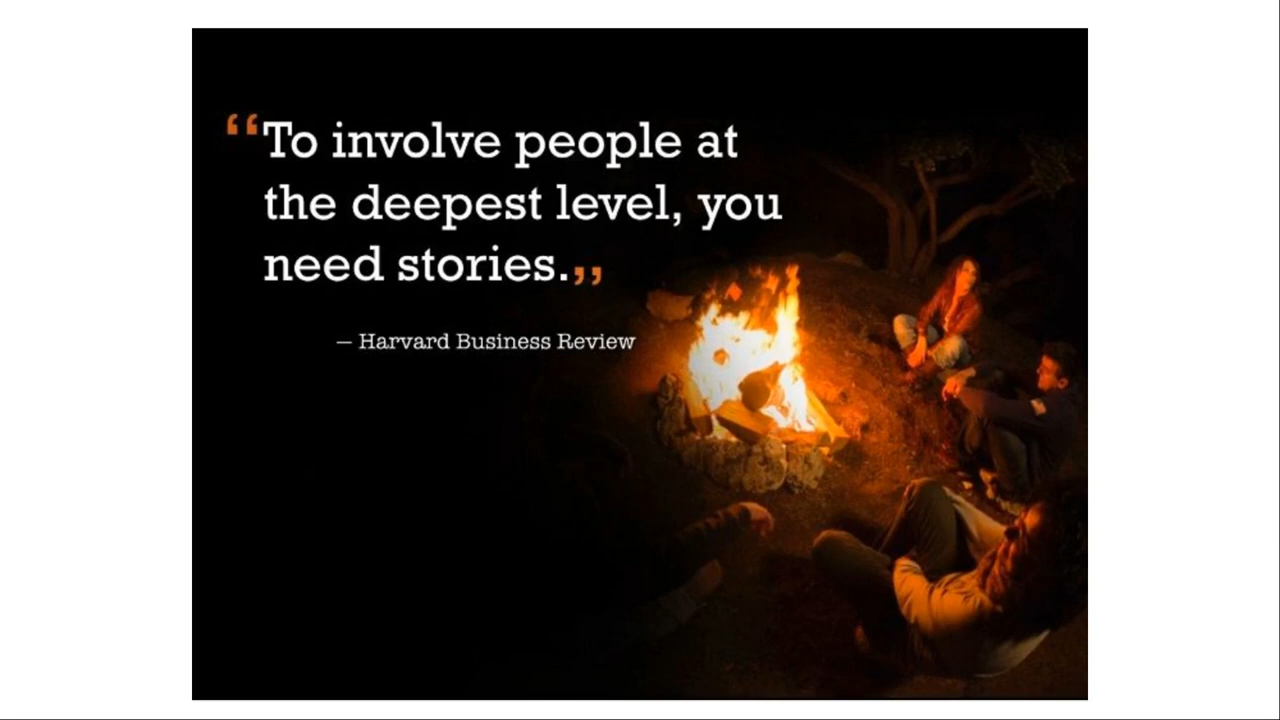 “To involve people at
the deepest level, you
need stories.”
– Harvard Business Review